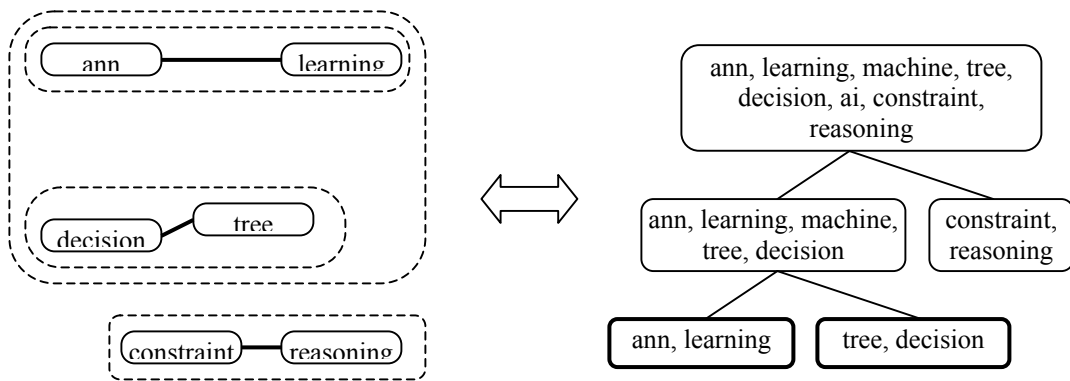 ann
learning
decision
tree
constraint
reasoning
ann, learning, machine, tree,
decision, ai, constraint,
reasoning
ann, learning, machine,
tree, decision
constraint,
reasoning
ann, learning
tree, decision